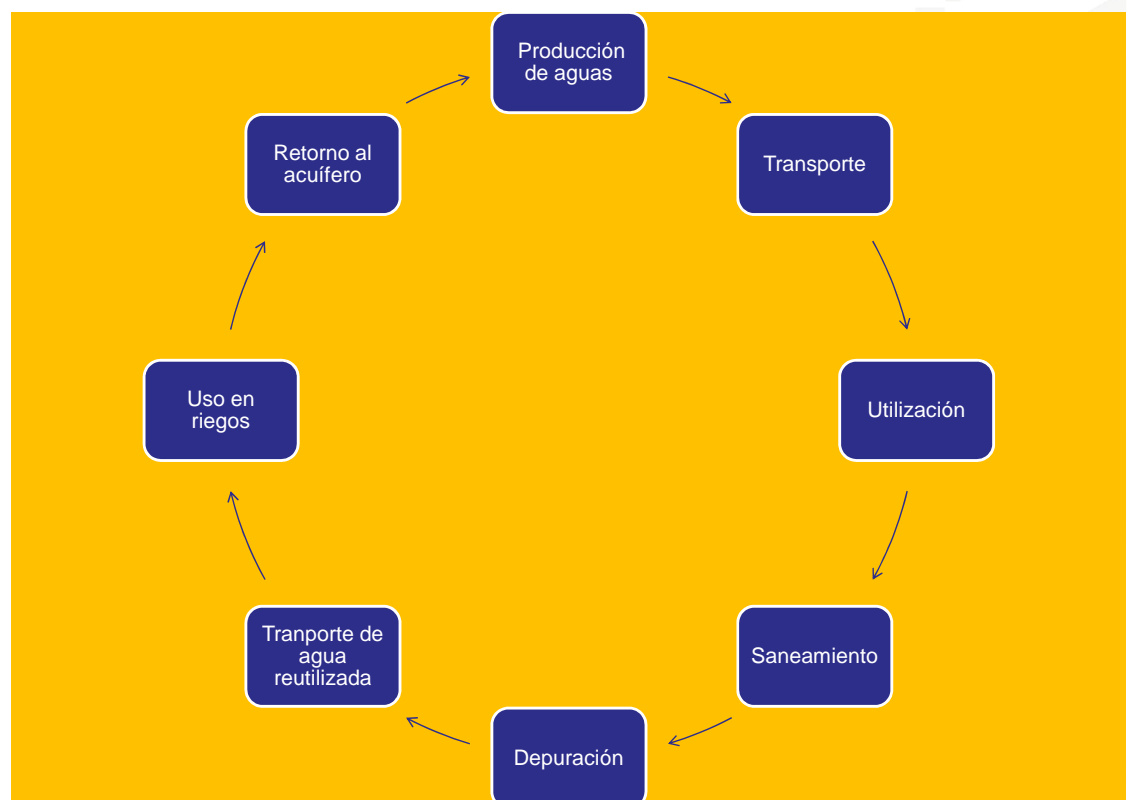 Producción
de aguas
Transporte
Utilización
Saneamiento
Depuración
Tranporte de
agua
reutilizada
Uso en
riegos
Retorno al
acuífero